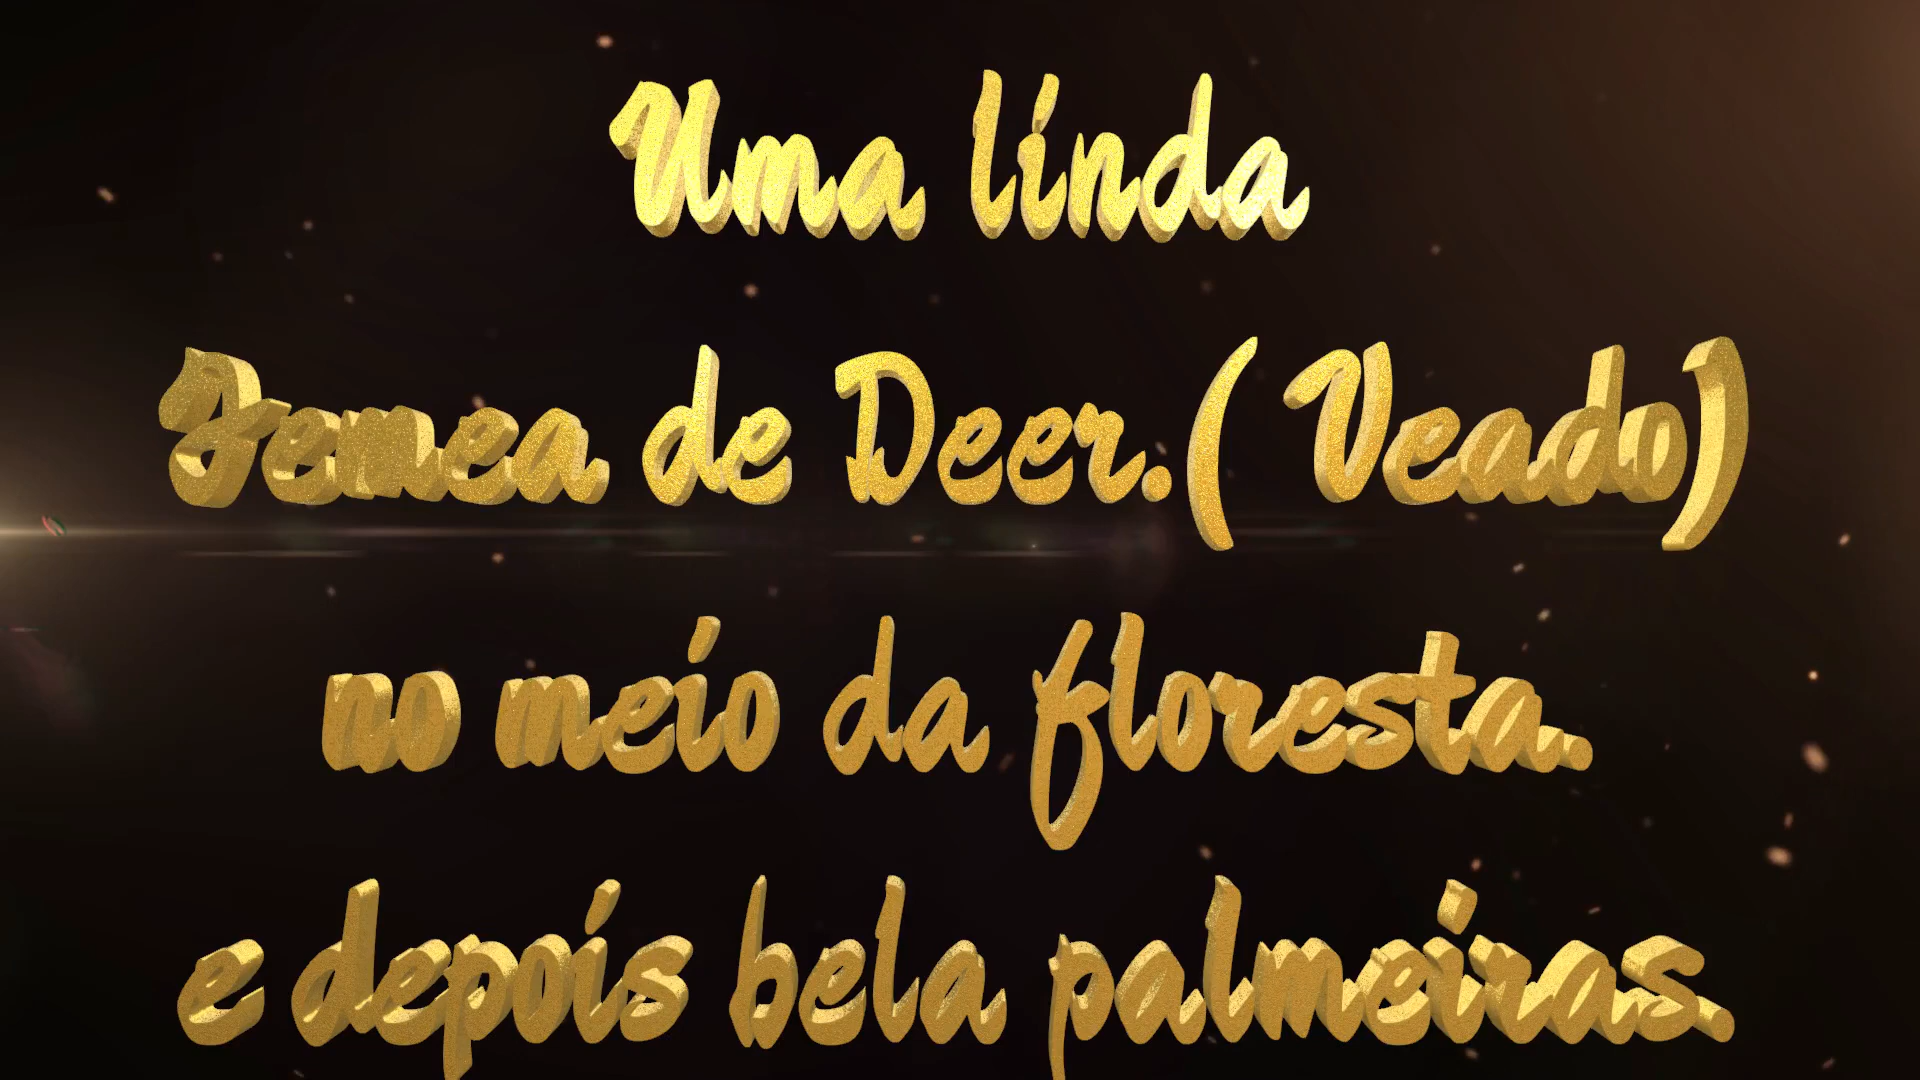 Uma linda
Femea de Deer.( Veado)
no meio da floresta.
e depois bela palmeiras.